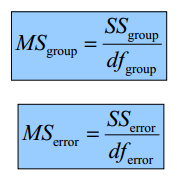 MS_group = SS_group / df_group
MS_error = SS_error / df_error